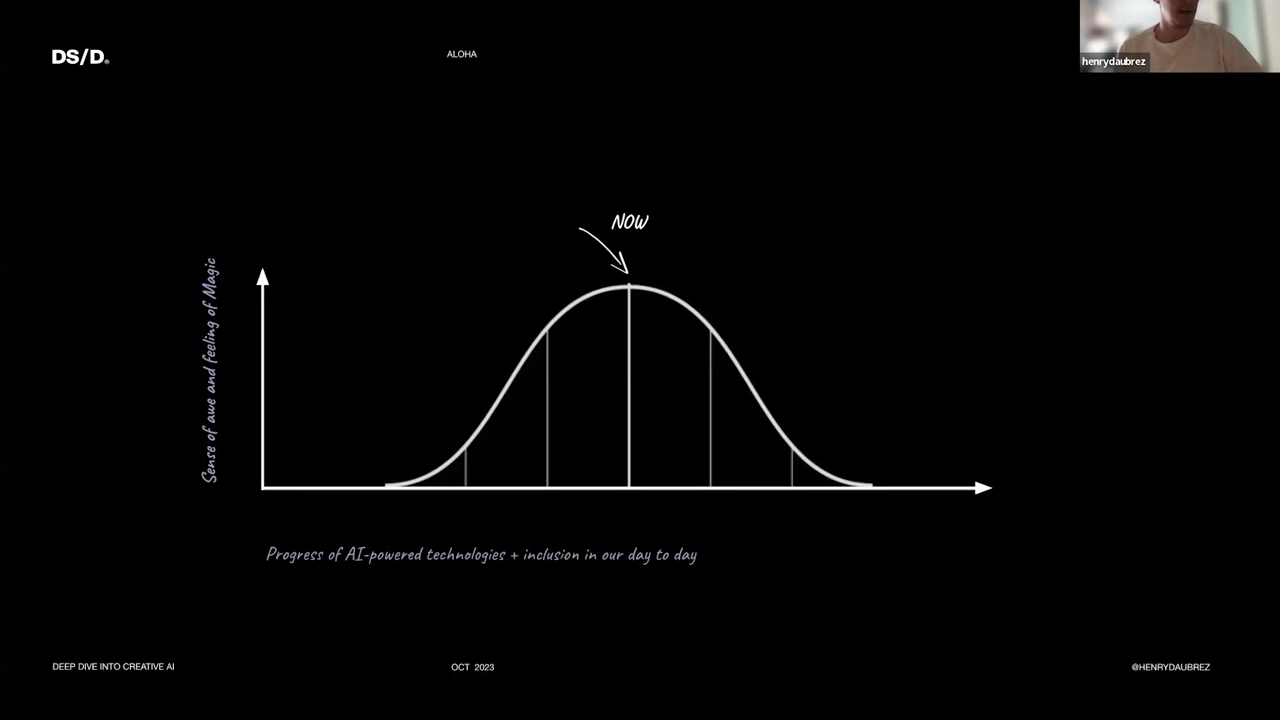 DS/D®
ALOHA
henrydaubrez
NOW
Sense of awe and feeling of Magic
Progress of AI-powered technologies + inclusion in our day to day
DEEP DIVE INTO CREATIVE AI
OCT 2023
@HENRYDAUBREZ